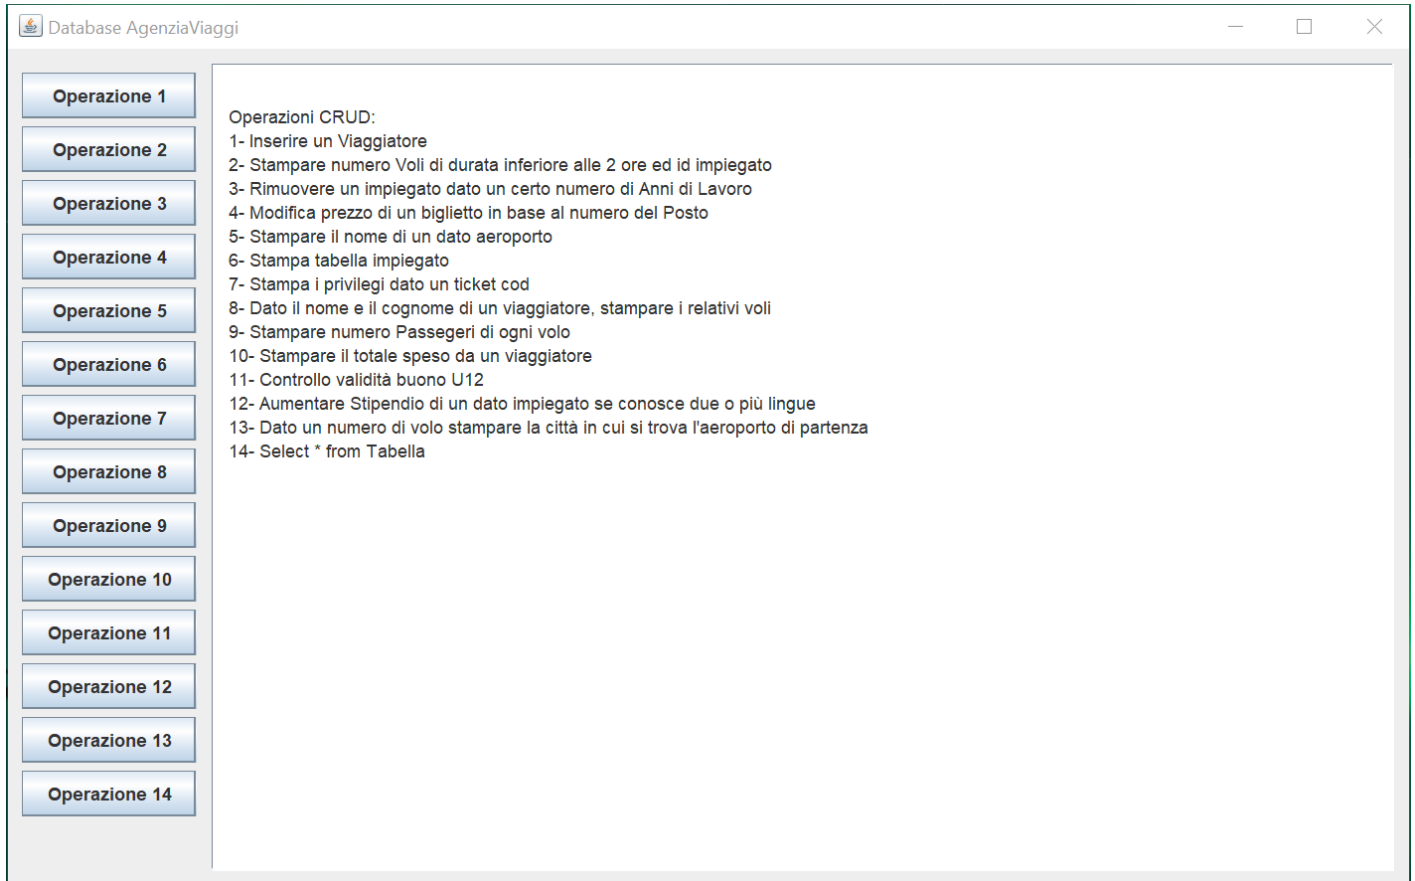 Database AgenziaViaggi
Operazione 1
Operazione 2
Operazione 3
Operazione 4
Operazione 5
Operazione 6
Operazione 7
Operazione 8
Operazione 9
Operazione 10
Operazione 11
Operazione 12
Operazione 13
Operazione 14
Operazioni CRUD:
1- Inserire un Viaggiatore
2- Stampare numero Voli di durata inferiore alle 2 ore ed id impiegato
3- Rimuovere un impiegato dato un certo numero di Anni di Lavoro
4- Modifica prezzo di un biglietto in base al numero del Posto
5- Stampare il nome di un dato aeroporto
6- Stampa tabella impiegato
7- Stampa i privilegi dato un ticket cod
8- Dato il nome e il cognome di un viaggiatore, stampare i relativi voli
9- Stampare numero Passegeri di ogni volo
10- Stampare il totale speso da un viaggiatore
11- Controllo validità buono U12
12- Aumentare Stipendio di un dato impiegato se conosce due o più lingue
13- Dato un numero di volo stampare la città in cui si trova l'aeroporto di partenza
14- Select * from Tabella